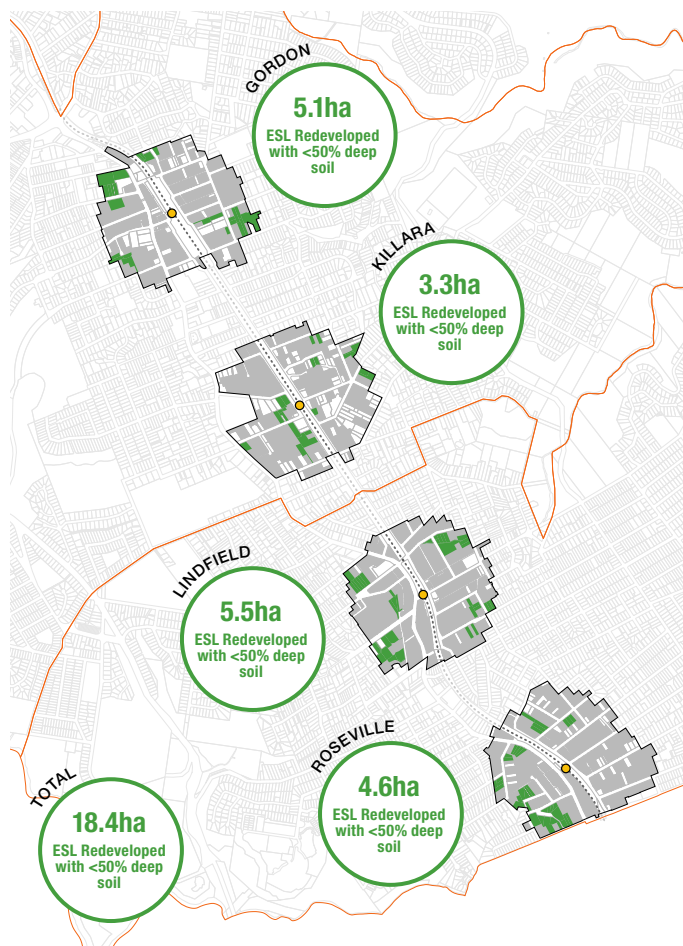 GORDON
5.1ha
ESL Redeveloped
with <50% deep
soil
KILLARA
3.3ha
ESL Redeveloped
with <50% deep
soil
LINDFIELD
5.5ha
ESL Redeveloped
with <50% deep
soil
ROSEVILLE
4.6ha
ESL Redeveloped
with <50% deep
soil
TOTAL
18.4ha
ESL Redeveloped
with <50% deep
soil